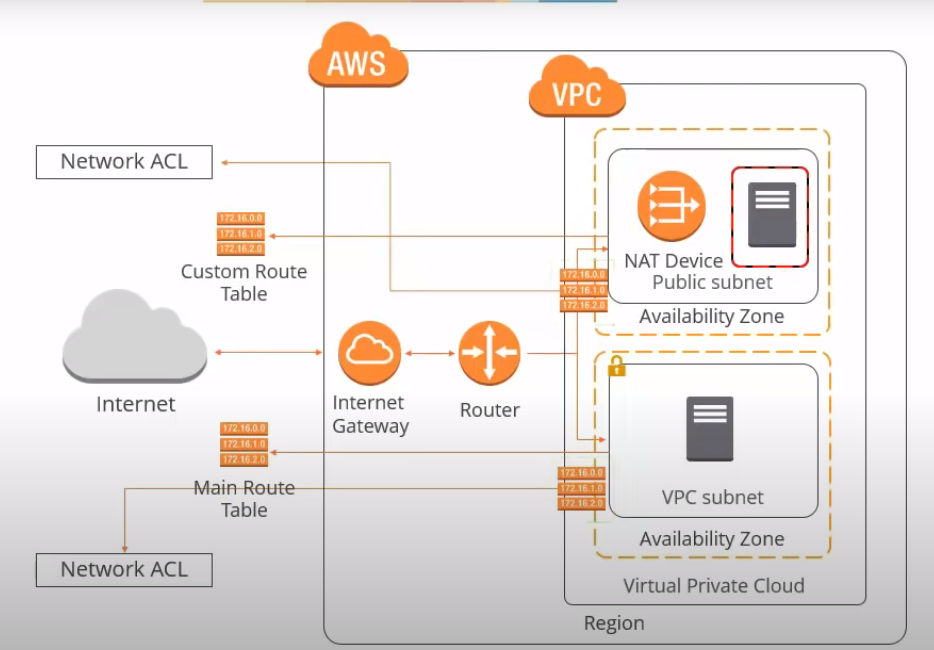 AWS
VPC
Network ACL
172.16.0.0
172.16.1.0
172.16.2.0
Custom Route
Table
NAT Device
Public subnet
172.16.0.0
172.16.1.0
172.16.2.0
Availability Zone
Internet
Internet
Gateway
Router
172.16.0.0
172.16.1.0
172.16.2.0
Main Route
Table
172.16.0.0
172.16.1.0
172.16.2.0
VPC subnet
Availability Zone
Network ACL
Virtual Private Cloud
Region